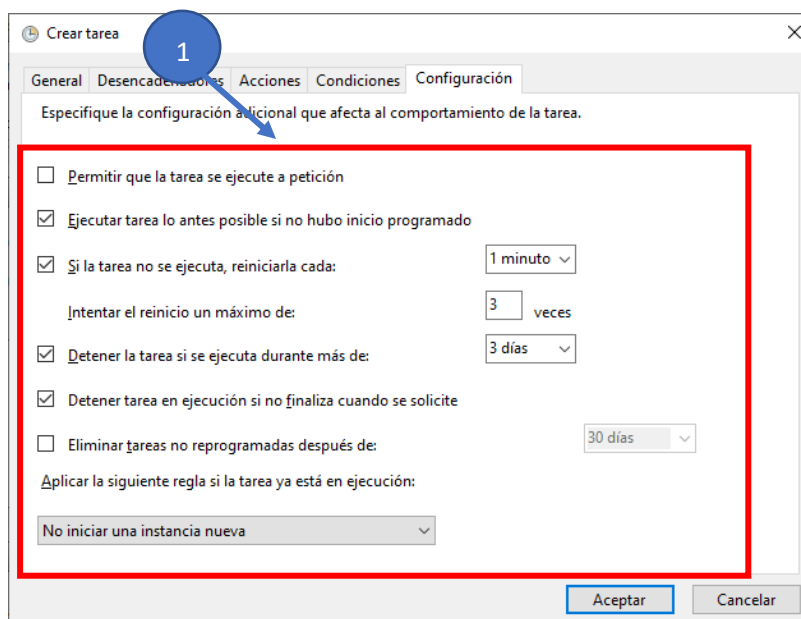 Crear tarea
1
General Desencadenadores Acciones Condiciones Configuración
Especifique la configuración adicional que afecta al comportamiento de la tarea.
Permitir que la tarea se ejecute a petición
Ejecutar tarea lo antes posible si no hubo inicio programado
Si la tarea no se ejecuta, reiniciarla cada: 1 minuto
Intentar el reinicio un máximo de: 3 veces
Detener la tarea si se ejecuta durante más de: 3 días
Detener tarea en ejecución si no finaliza cuando se solicite
Eliminar tareas no reprogramadas después de: 30 días
Aplicar la siguiente regla si la tarea ya está en ejecución:
No iniciar una instancia nueva
Aceptar Cancelar